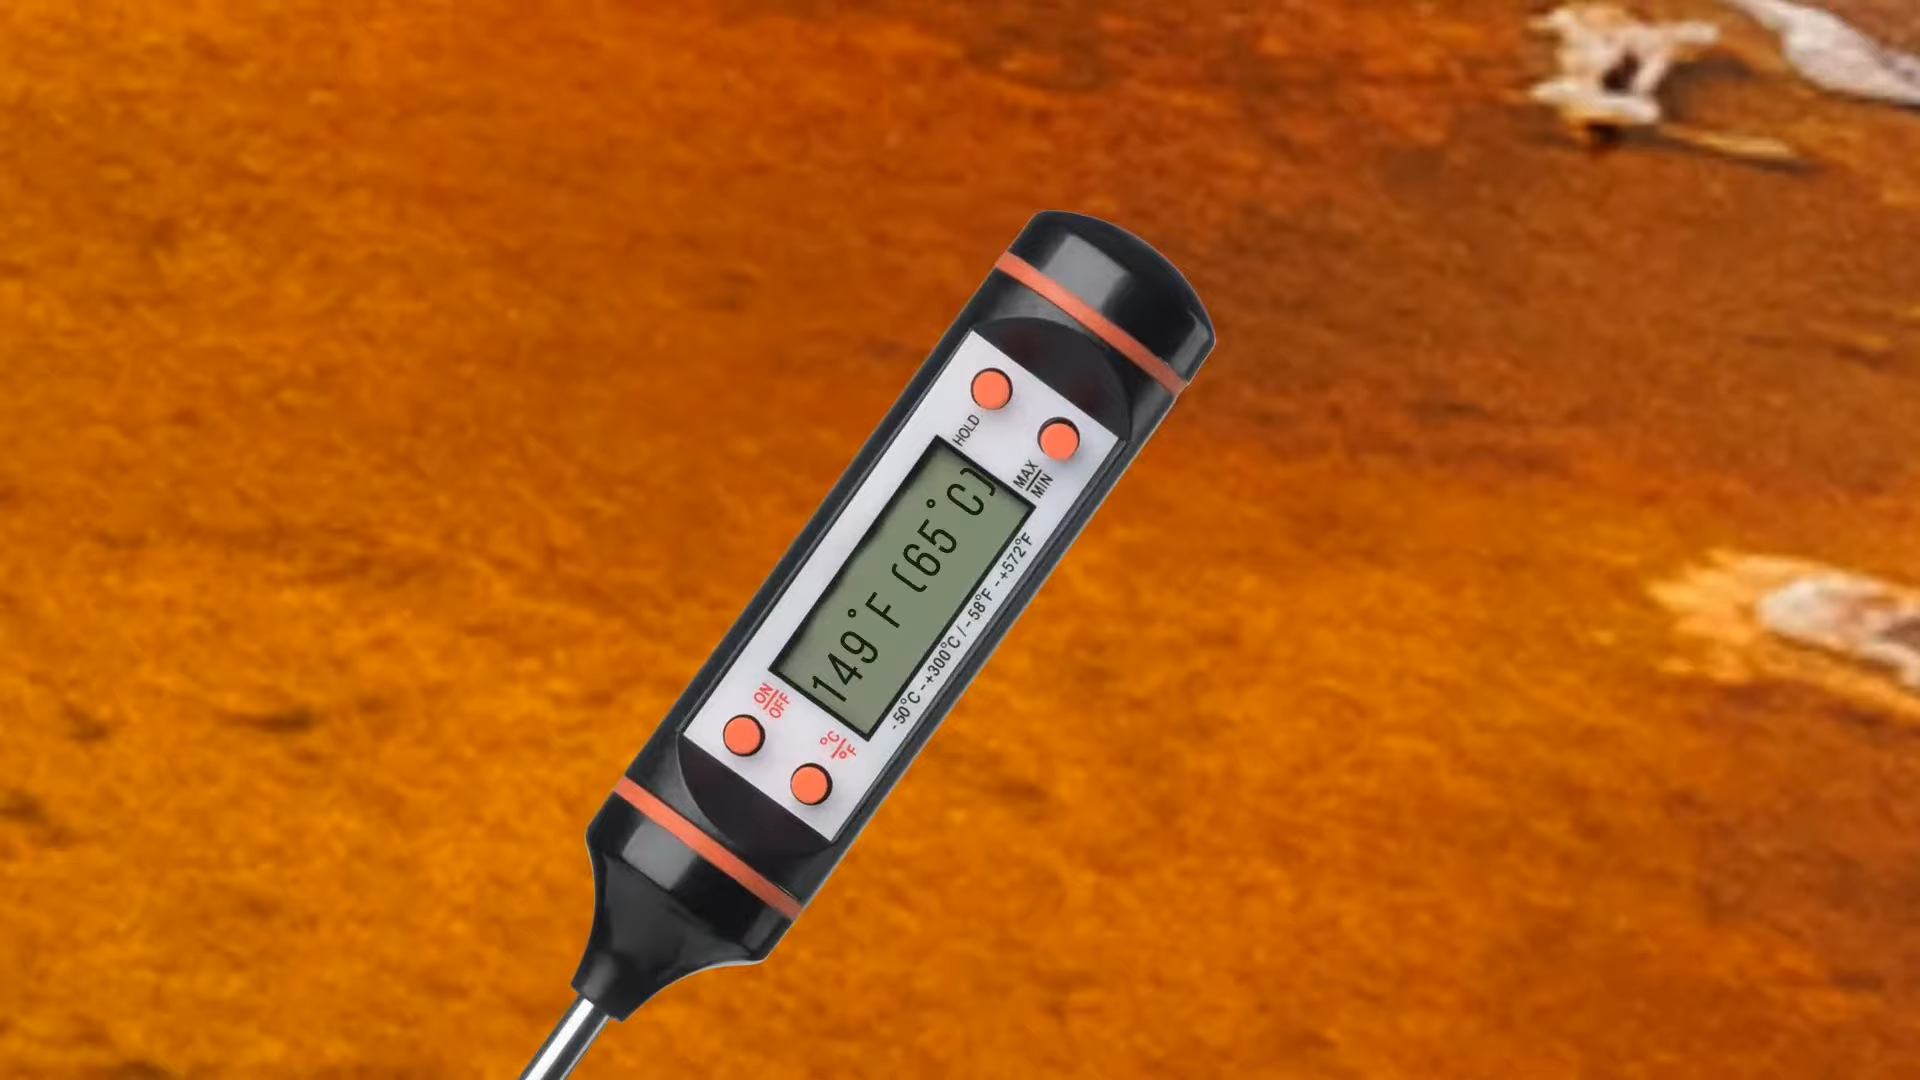 HOLD
MAX
MIN
149°F (65°C)
-50°C -+300°C / -58°F -+572°F
ON
OFF
°C
°F